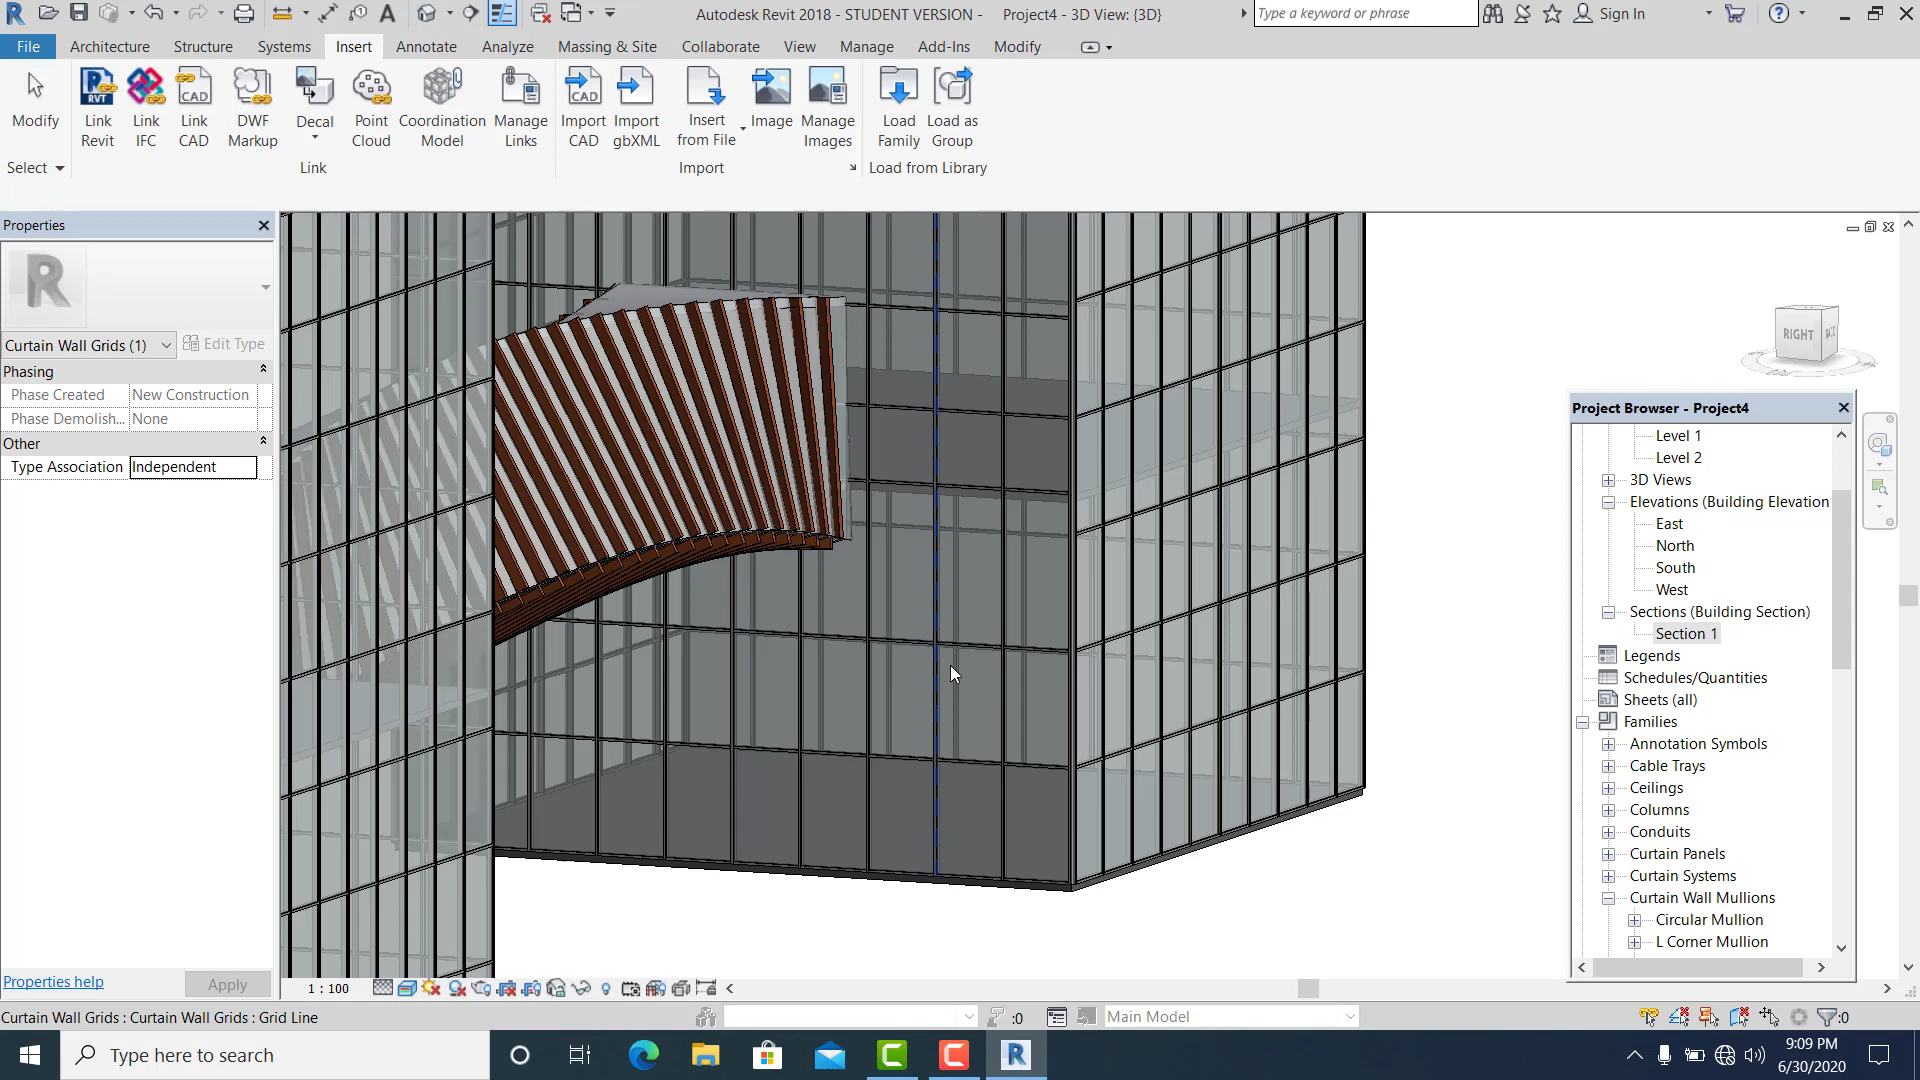 Autodesk Revit 2018 - STUDENT VERSION - Project4 - 3D View: {3D}
Type a keyword or phrase
Sign In
File Architecture Structure Systems Insert Annotate Analyze Massing & Site Collaborate View Manage Add-Ins Modify
Modify
Link Revit
Link IFC
Link CAD
DWF Markup
Decal
Point Cloud
Coordination Model
Manage Links
Import CAD
Import gbXML
Insert from File
Image
Manage Images
Load Family
Load as Group
Select
Link
Import
Load from Library
Properties
R
Curtain Wall Grids (1)
Edit Type
Phasing
Phase Created New Construction
Phase Demolish... None
Other
Type Association Independent
Properties help
Apply
RIGHT
Project Browser - Project4
Level 1
Level 2
3D Views
Elevations (Building Elevation
East
North
South
West
Sections (Building Section)
Section 1
Legends
Schedules/Quantities
Sheets (all)
Families
Annotation Symbols
Cable Trays
Ceilings
Columns
Conduits
Curtain Panels
Curtain Systems
Curtain Wall Mullions
Circular Mullion
L Corner Mullion
1 : 100
Curtain Wall Grids : Curtain Wall Grids : Grid Line
:0
Main Model
:0
Type here to search
9:09 PM
6/30/2020